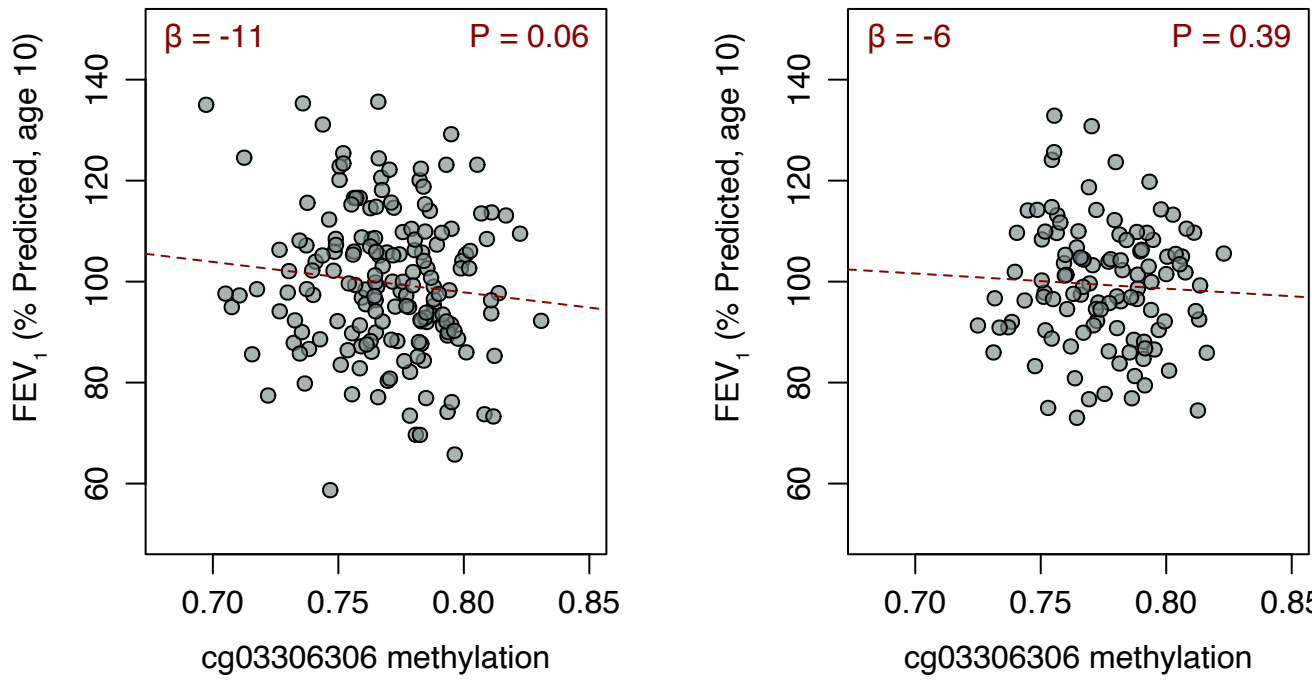 β = -11 P = 0.06
FEV1 (% Predicted, age 10)
140
120
100
80
60
0.70 0.75 0.80 0.85
cg03306306 methylation
β = -6 P = 0.39
FEV1 (% Predicted, age 10)
140
120
100
80
60
0.70 0.75 0.80 0.85
cg03306306 methylation